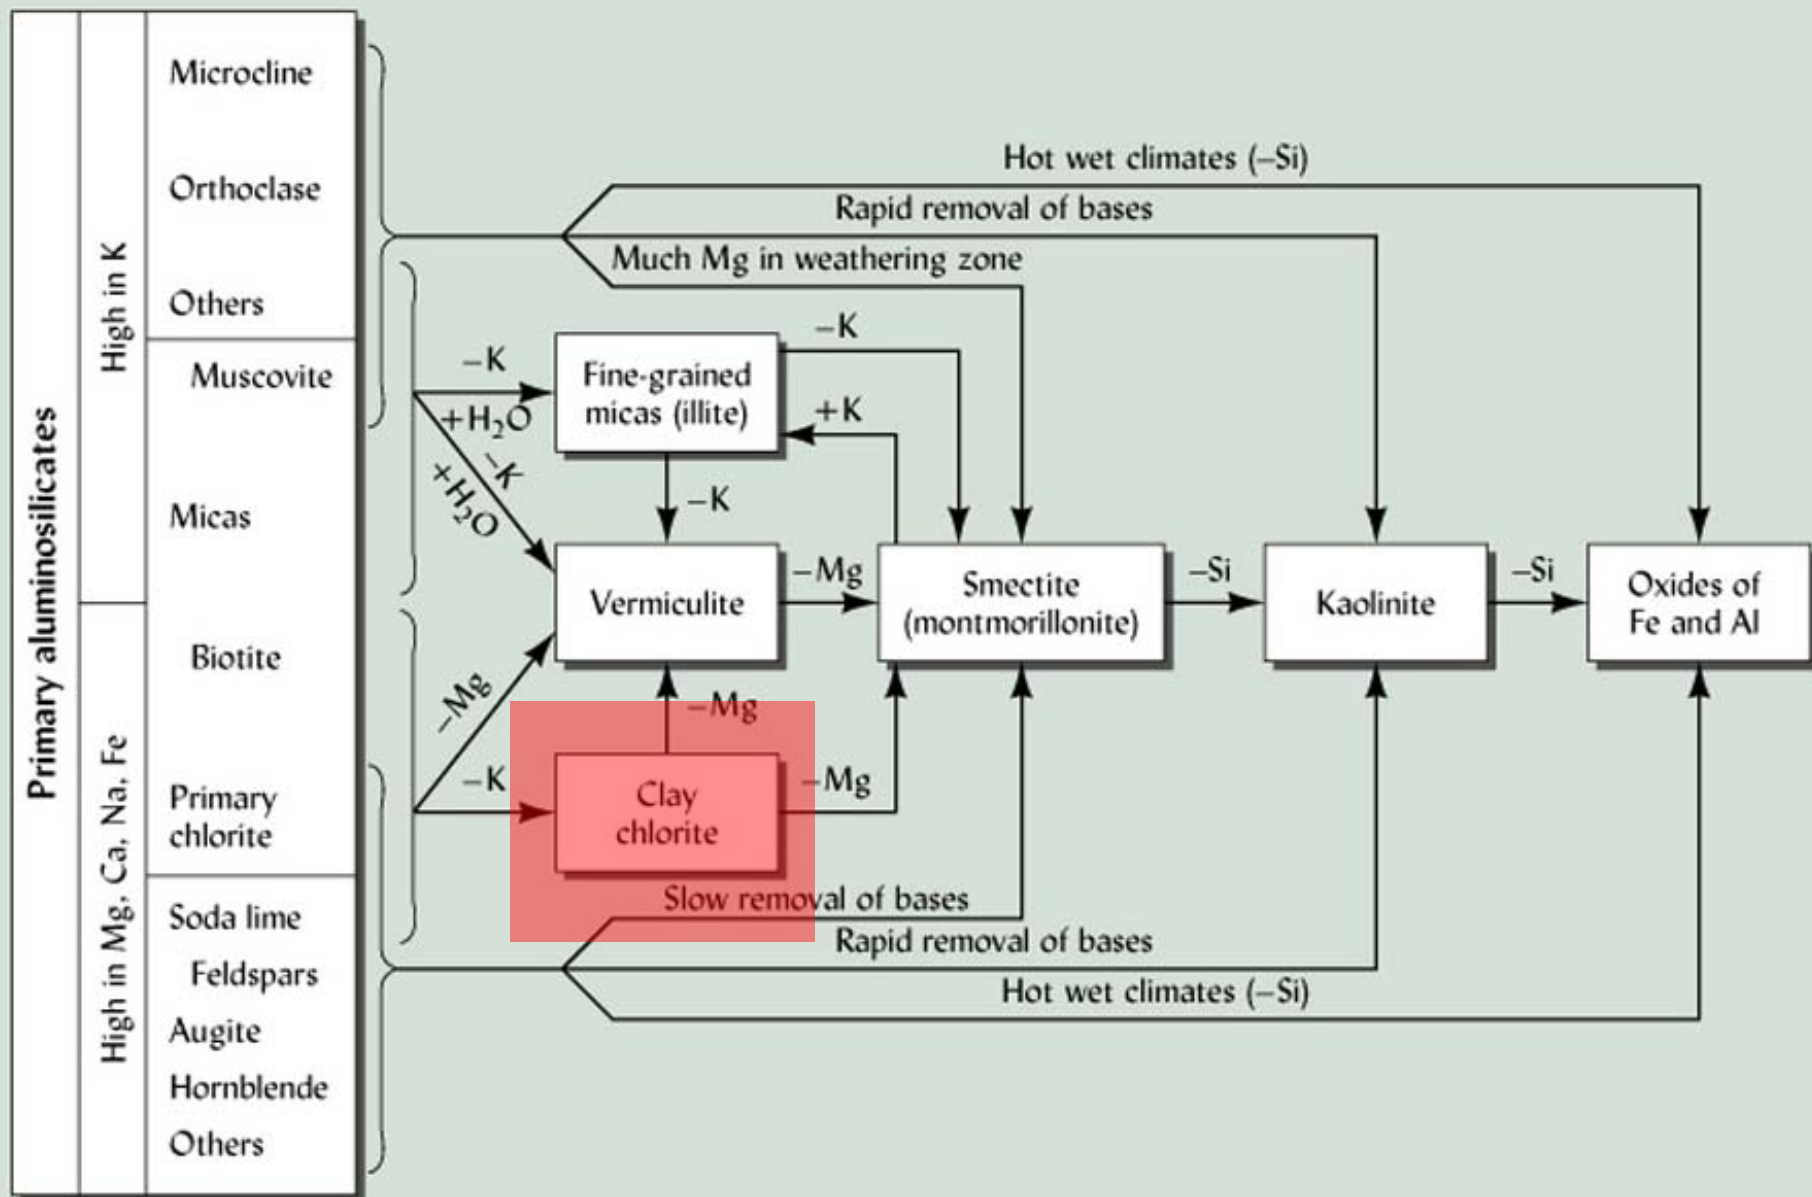 Primary aluminosilicates
High in K
High in Mg, Ca, Na, Fe
Microcline
Orthoclase
Others
Muscovite
Micas
Biotite
Primary
chlorite
Soda lime
Feldspars
Augite
Hornblende
Others
Hot wet climates (–Si)
Rapid removal of bases
Much Mg in weathering zone
–K
+H₂O
–K
+H₂O
Fine-grained
micas (illite)
–K
+K
–K
Vermiculite
–Mg
Smectite
(montmorillonite)
–Si
Kaolinite
–Si
Oxides of
Fe and Al
–Mg
–K
–Mg
Clay
chlorite
–Mg
Slow removal of bases
Rapid removal of bases
Hot wet climates (–Si)